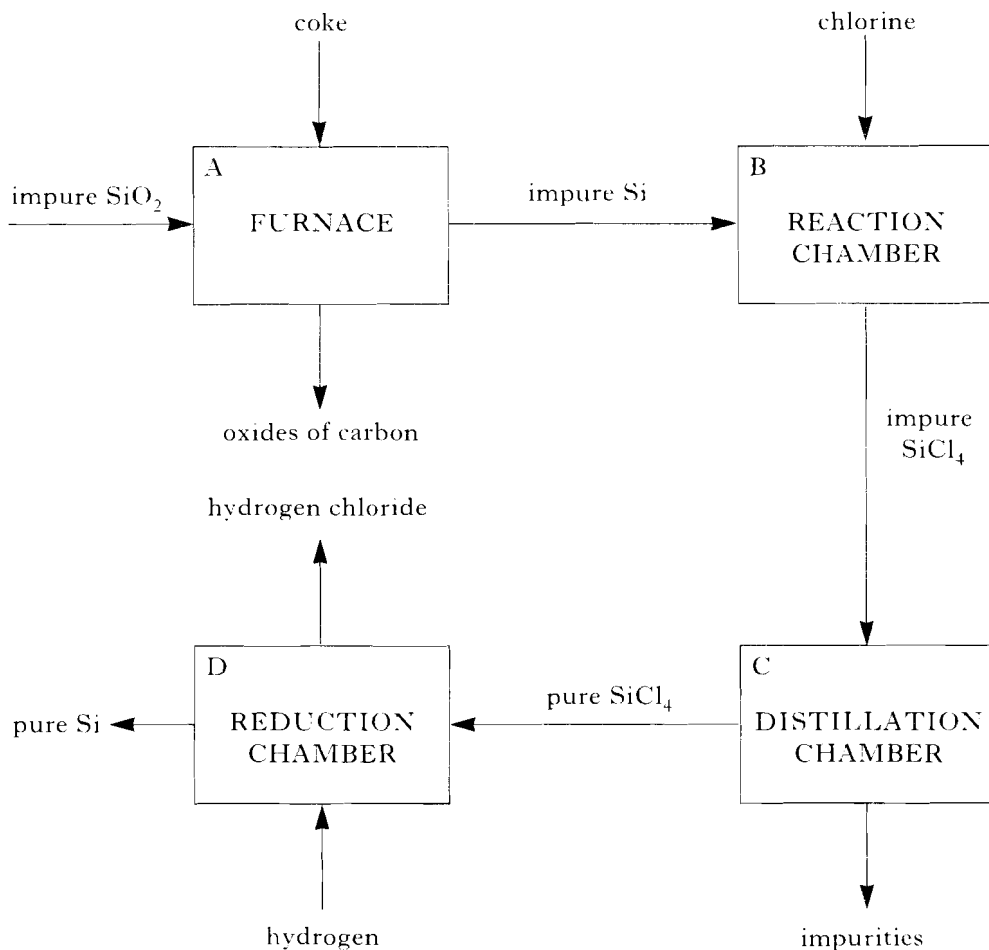 coke
chlorine
A
B
impure SiO₂
FURNACE
impure Si
REACTION
CHAMBER
oxides of carbon
impure
SiCl₄
hydrogen chloride
D
C
pure Si
REDUCTION
CHAMBER
pure SiCl₄
DISTILLATION
CHAMBER
hydrogen
impurities